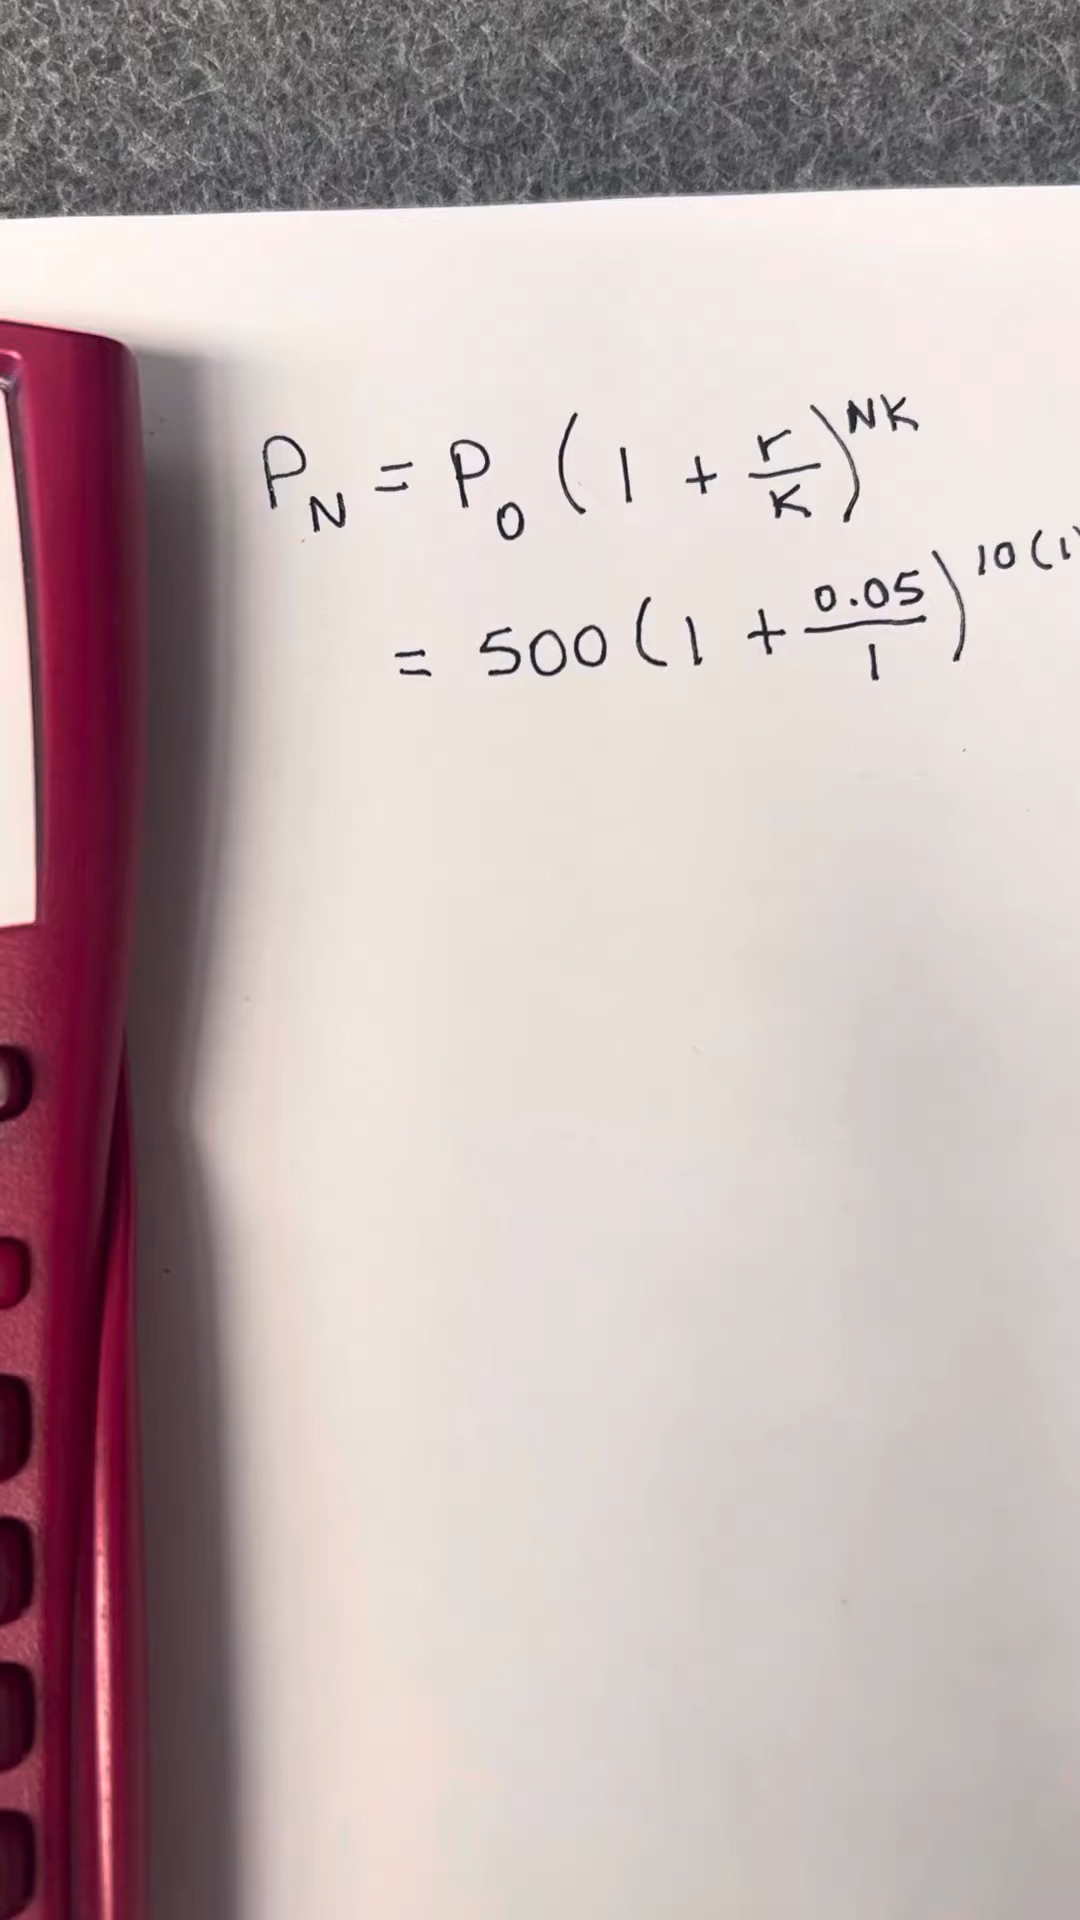 P_N = P_0 (1 + r/K)^NK
= 500 (1 + 0.05/1)^10(1)